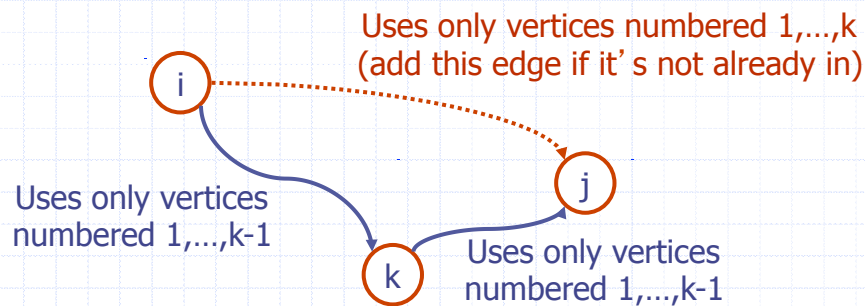 Uses only vertices numbered 1,...,k
(add this edge if it’s not already in)
i
j
Uses only vertices
numbered 1,...,k-1
k
Uses only vertices
numbered 1,...,k-1